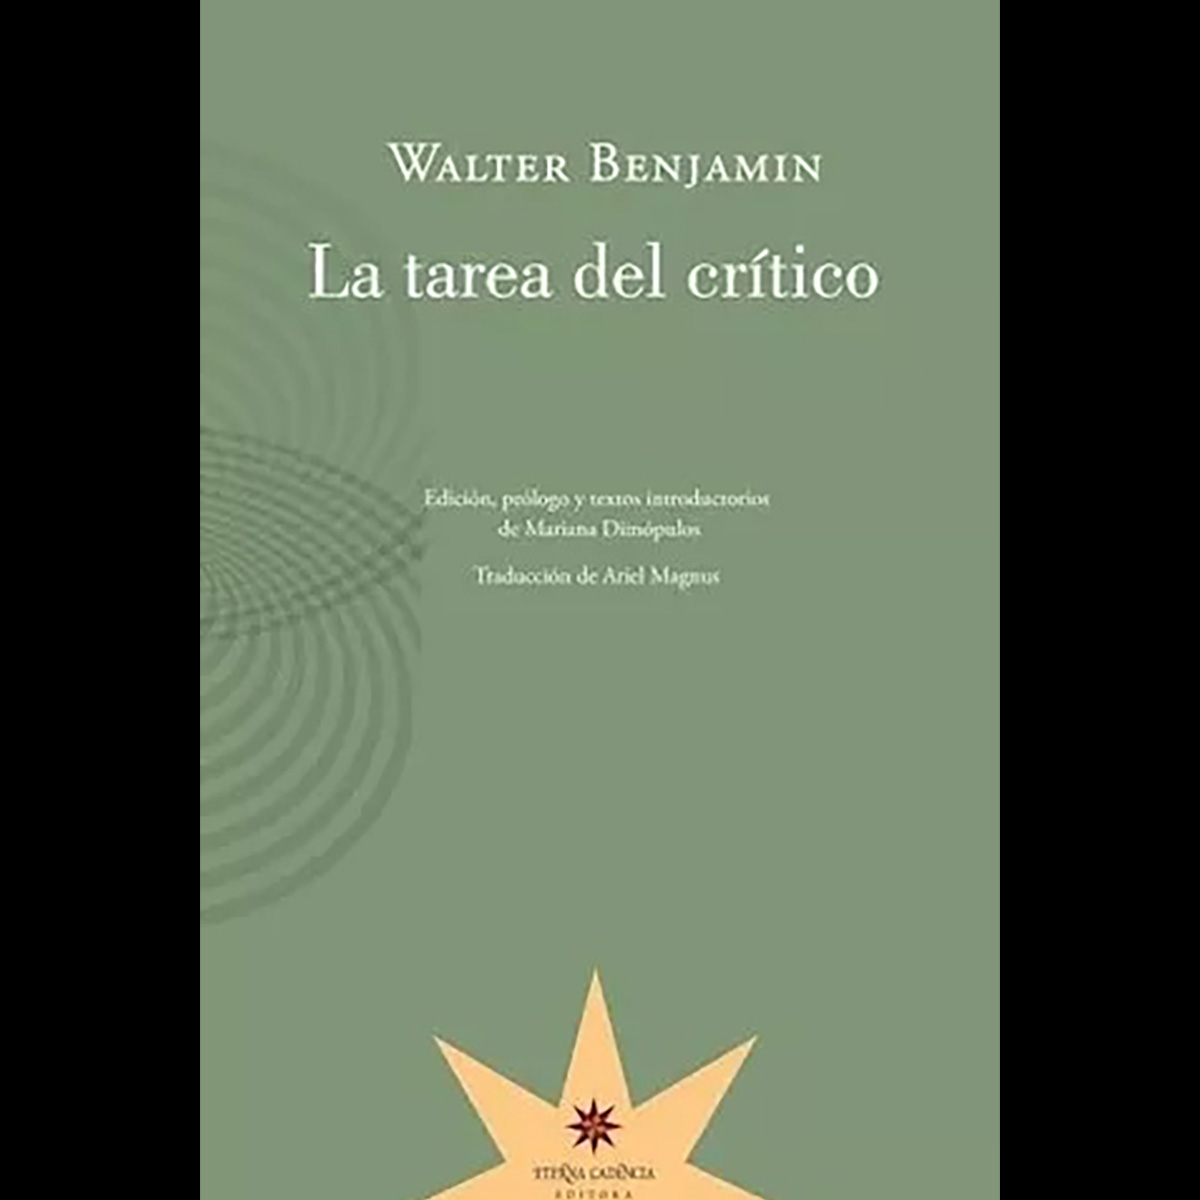 WALTER BENJAMIN
La tarea del crítico
Edición, prólogo y textos introductorios
de Mariana Dimópulos
Traducción de Ariel Magnus
ETERNA CADENCIA
EDITORA